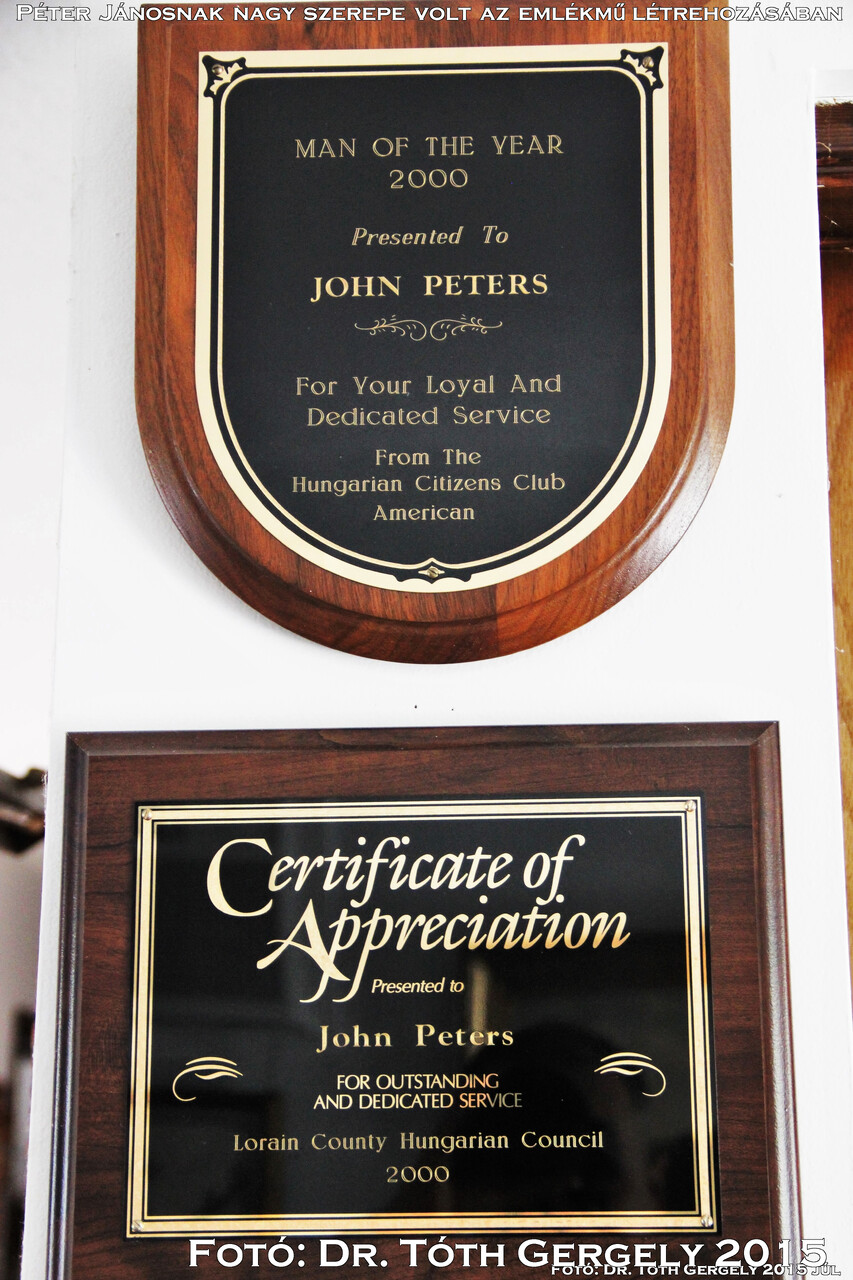 Péter Jánosnak nagy szerepe volt az emlékmű létrehozásában
MAN OF THE YEAR
2000
Presented To
JOHN PETERS
For Your Loyal And
Dedicated Service
From The
Hungarian Citizens Club
American
Certificate of
Appreciation
Presented to
John Peters
FOR OUTSTANDING
AND DEDICATED SERVICE
Lorain County Hungarian Council
2000
Fotó: Dr. Tóth Gergely 2015
Fotó: Dr. Tóth Gergely 2015 júl